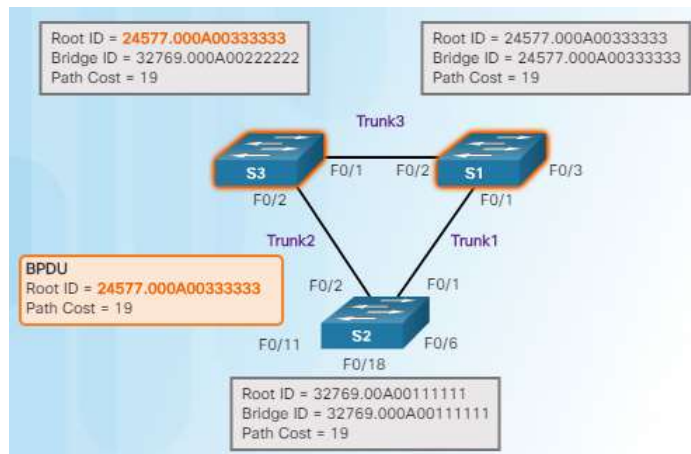 Root ID = 24577.000A00333333
Bridge ID = 32769.000A00222222
Path Cost = 19
Root ID = 24577.000A00333333
Bridge ID = 24577.000A00333333
Path Cost = 19
Trunk3
S3
F0/1
F0/2
S1
F0/3
F0/2
F0/1
Trunk2
Trunk1
BPDU
Root ID = 24577.000A00333333
Path Cost = 19
F0/2
F0/1
S2
F0/11
F0/6
F0/18
Root ID = 32769.00A00111111
Bridge ID = 32769.000A00111111
Path Cost = 19